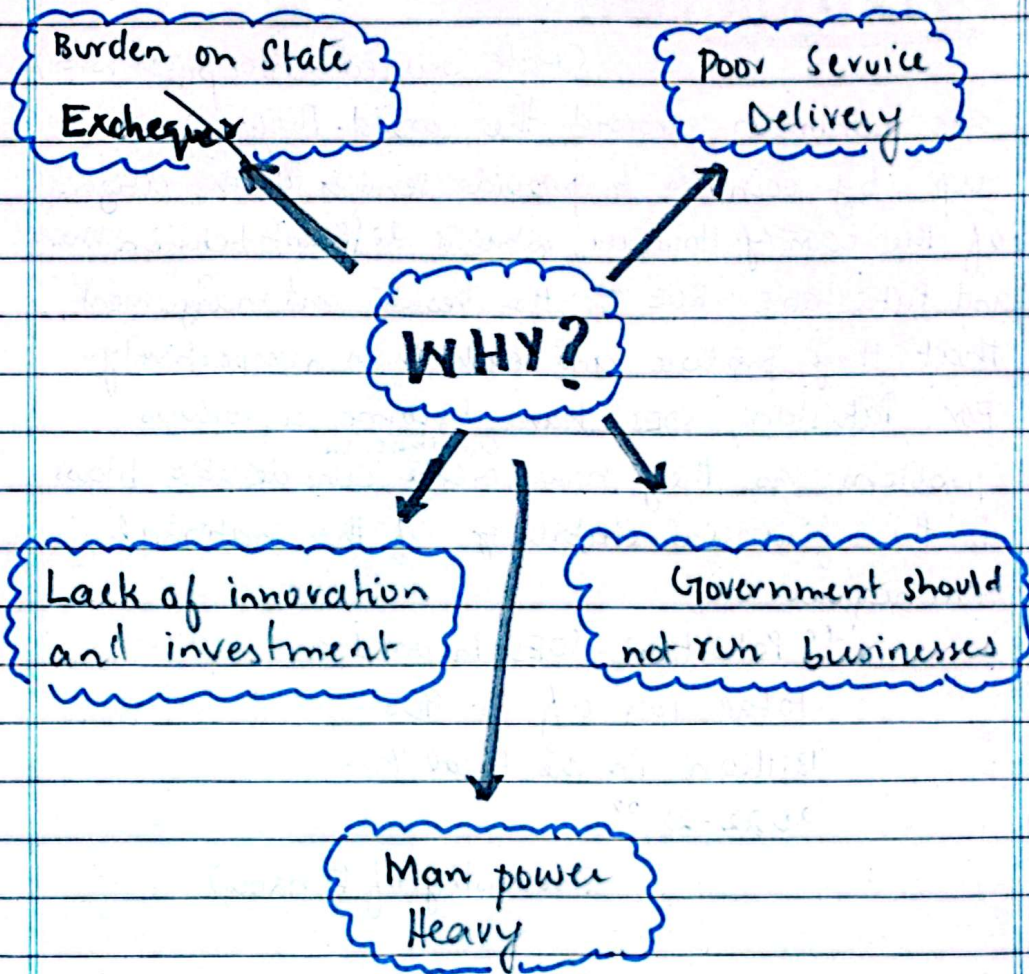 Burden on State
Exchequer
Poor Service
Delivery
WHY?
Lack of innovation
and investment
Government should
not run businesses
Man power
Heavy